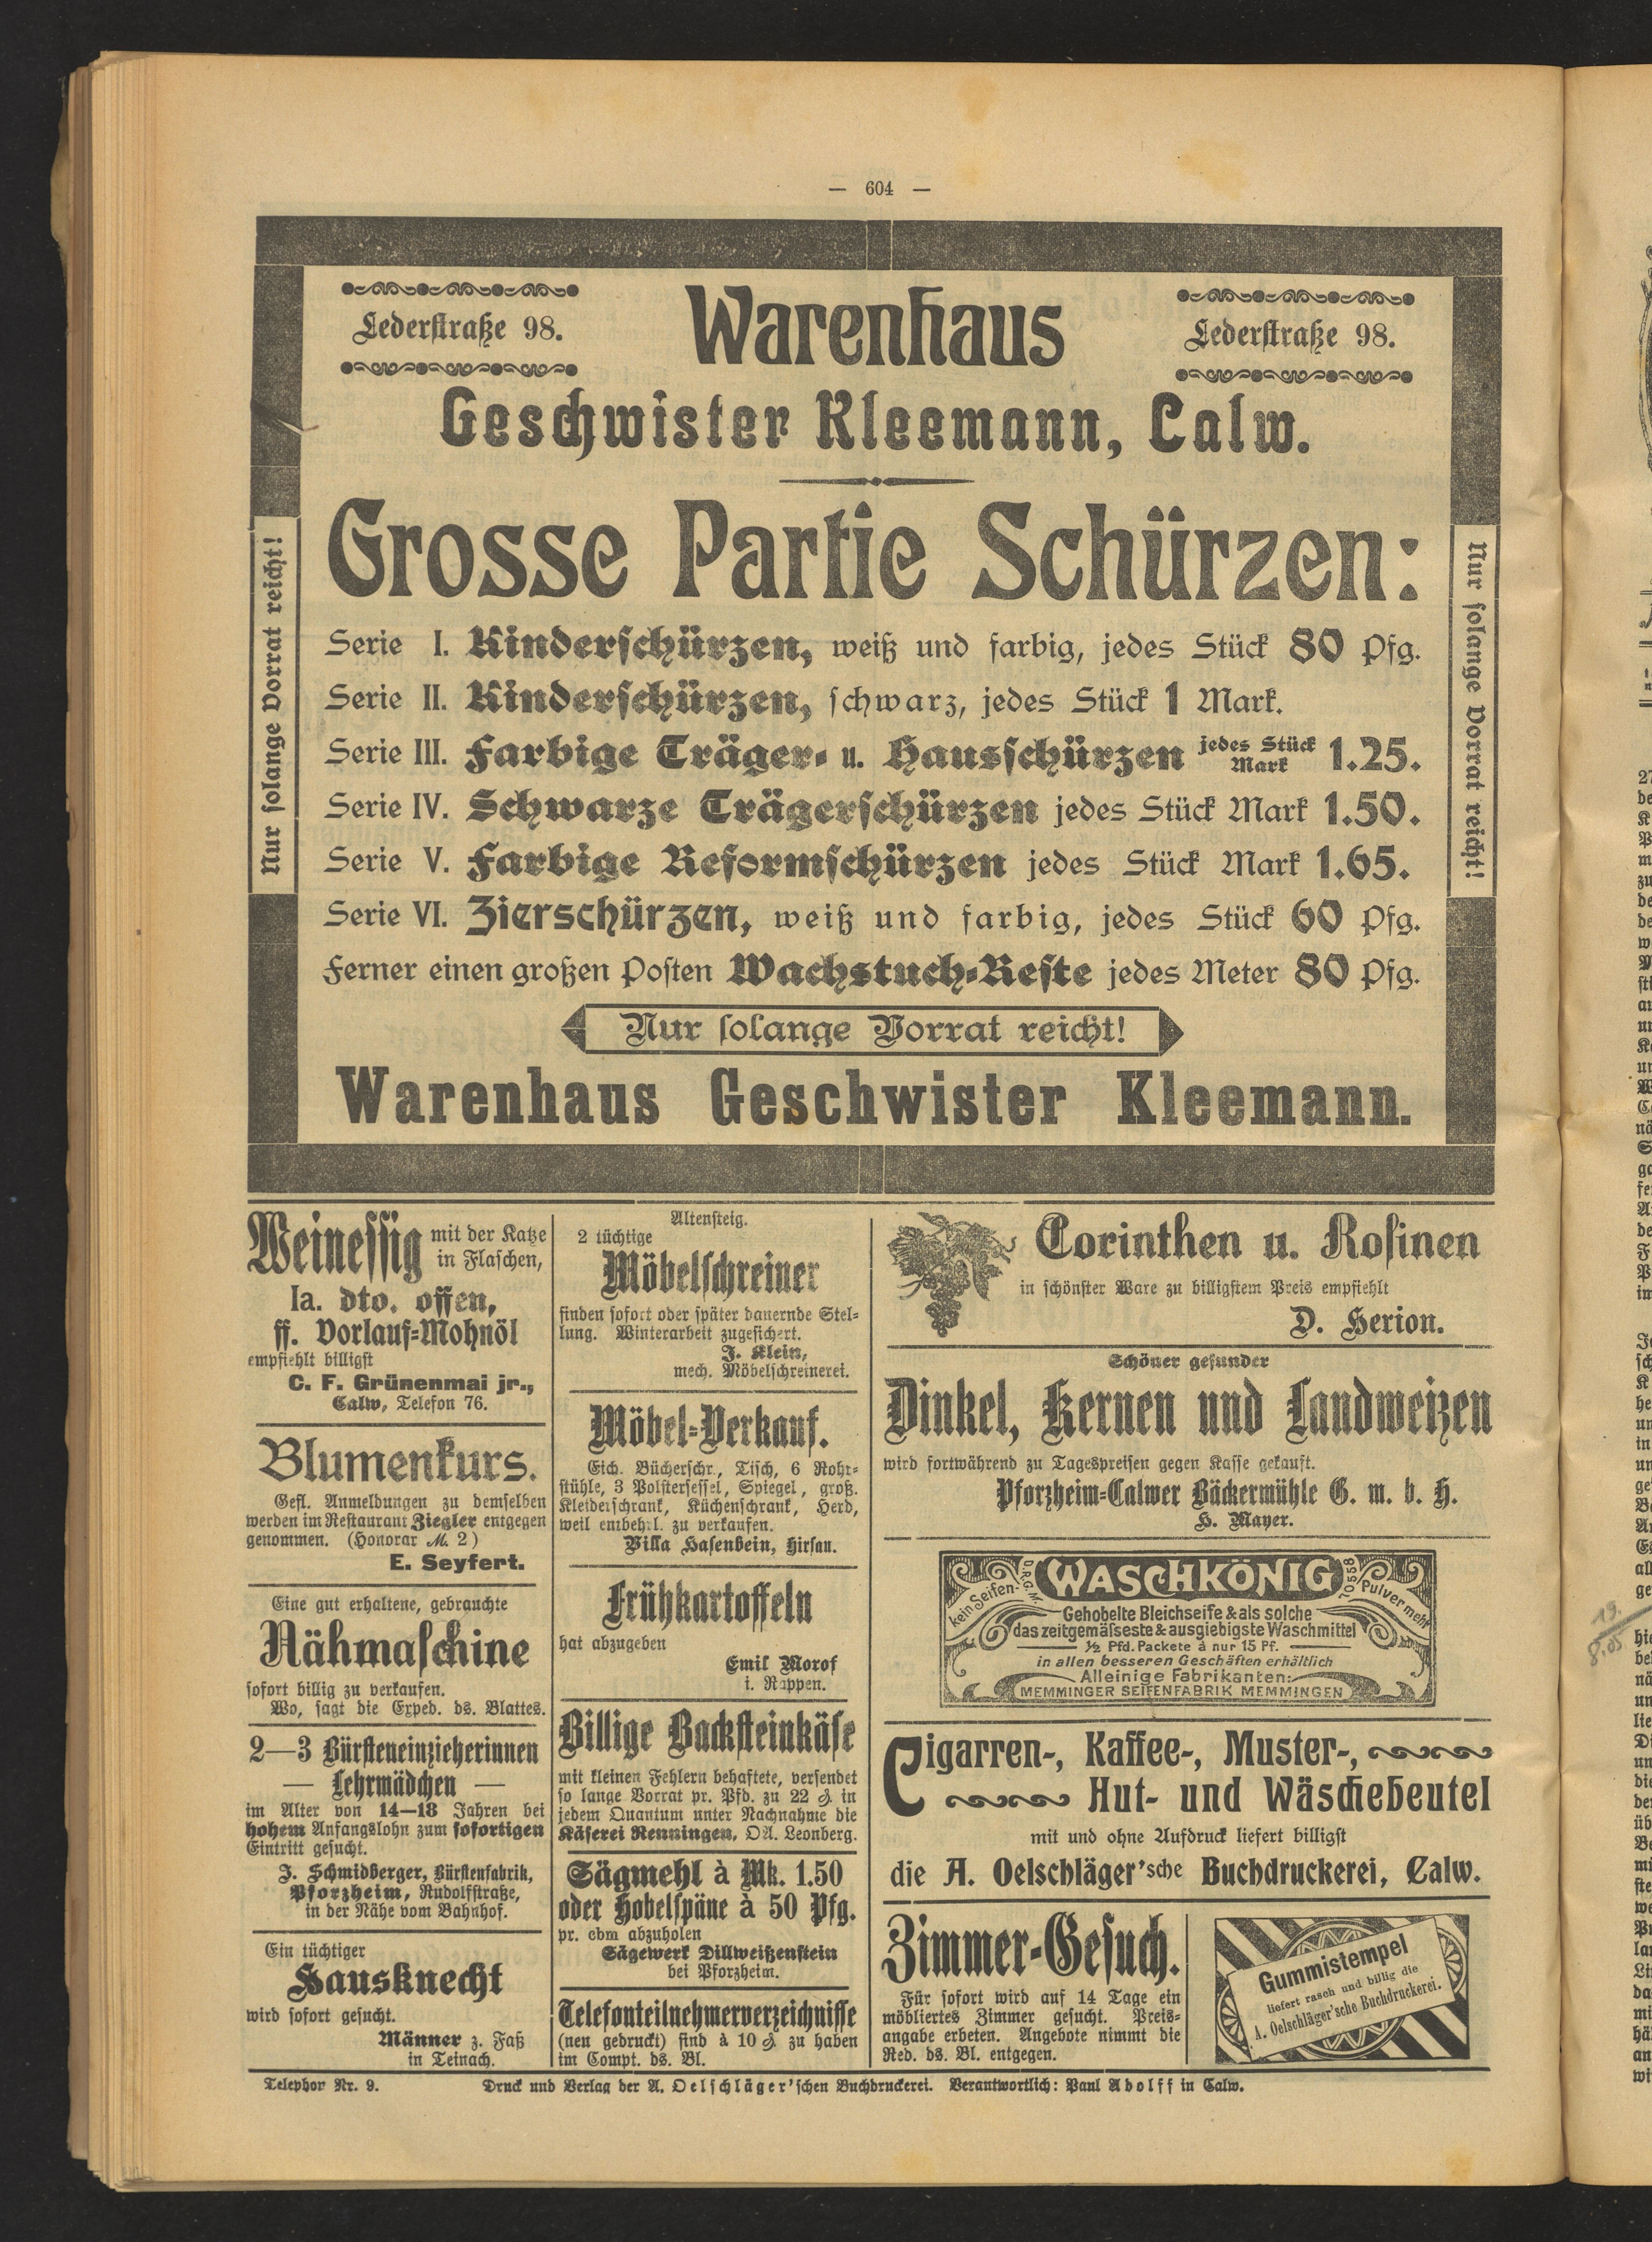 — 604 —
Lederstraße 98.
Warenhaus
Lederstraße 98.
Geschwister Kleemann, Calw.
Grosse Partie Schürzen:
Nur solange Vorrat reicht!
Nur solange Vorrat reicht!
Serie I. Kinderschürzen, weiß und farbig, jedes Stück 80 Pfg.
Serie II. Kinderschürzen, schwarz, jedes Stück 1 Mark.
Serie III. Farbige Träger- u. Hausschürzen jedes Stück Mark 1.25.
Serie IV. Schwarze Trägerschürzen jedes Stück Mark 1.50.
Serie V. Farbige Reformschürzen jedes Stück Mark 1.65.
Serie VI. Zierschürzen, weiß und farbig, jedes Stück 60 Pfg.
Ferner einen großen Posten Wachstuch-Reste jedes Meter 80 Pfg.
Nur solange Vorrat reicht!
Warenhaus Geschwister Kleemann.
Weinessig mit der Katze
in Flaschen,
Ia. dto. offen,
ff. Vorlauf-Mohnöl
empfiehlt billigst
C. F. Grünenmai jr.,
Calw, Telefon 76.
Blumenkurs.
Gefl. Anmeldungen zu demselben
werden im Restaurant Ziegler entgegen
genommen. (Honorar M. 2)
E. Seyfert.
Eine gut erhaltene, gebrauchte
Nähmaschine
sofort billig zu verkaufen.
Wo, sagt die Exped. ds. Blattes.
2—3 Bürsteneinzieherinnen
— Lehrmädchen —
im Alter von 14—18 Jahren bei
hohem Anfangslohn zum sofortigen
Eintritt gesucht.
J. Schmidberger, Bürstenfabrik,
Pforzheim, Rudolfstraße,
in der Nähe vom Bahnhof.
Ein tüchtiger
Hausknecht
wird sofort gesucht.
Männer z. Faß
in Teinach.
Altensteig.
2 tüchtige
Möbelschreiner
finden sofort oder später dauernde Stel-
lung. Winterarbeit zugesichert.
J. Klein,
mech. Möbelschreinerei.
Möbel-Verkauf.
Eich. Bücherschr., Tisch, 6 Rohr-
stühle, 3 Polstersessel, Spiegel, groß.
Kleiderschrank, Küchenschrank, Herd,
weil entbehrl. zu verkaufen.
Villa Hasenbein, Hirsau.
Frühkartoffeln
hat abzugeben
Emil Morof
i. Rappen.
Billige Backsteinkäse
mit kleinen Fehlern behaftete, versendet
so lange Vorrat pr. Pfd. zu 22 ₰ in
jedem Quantum unter Nachnahme die
Käserei Renningen, OA. Leonberg.
Sägmehl à Mk. 1.50
oder Hobelspäne à 50 Pfg.
pr. cbm abzuholen
Sägewerk Dillweißenstein
bei Pforzheim.
Telefonteilnehmerverzeichnisse
(neu gedruckt) sind à 10 ₰ zu haben
im Compt. ds. Bl.
Corinthen u. Rosinen
in schönster Ware zu billigstem Preis empfiehlt
D. Herion.
Schöner gesunder
Dinkel, Kernen und Landweizen
wird fortwährend zu Tagespreisen gegen Kasse gekauft.
Pforzheim-Calwer Bäckermühle G. m. b. H.
H. Mayer.
kein Seifen- D.R.G.M. WASCHKÖNIG 70558 Pulver mehr
Gehobelte Bleichseife & als solche
das zeitgemäßseste & ausgiebigste Waschmittel
½ Pfd. Packete à nur 15 Pf.
in allen besseren Geschäften erhältlich
Alleinige Fabrikanten:
MEMMINGER SEIFENFABRIK MEMMINGEN
Cigarren-, Kaffee-, Muster-,
Hut- und Wäschebeutel
mit und ohne Aufdruck liefert billigst
die A. Oelschläger'sche Buchdruckerei, Calw.
Zimmer-Gesuch.
Für sofort wird auf 14 Tage ein
möbliertes Zimmer gesucht. Preis-
angabe erbeten. Angebote nimmt die
Red. ds. Bl. entgegen.
Gummistempel
liefert rasch und billig die
A. Oelschläger'sche Buchdruckerei.
Telephon Nr. 9. Druck und Verlag der A. Oelschläger'schen Buchdruckerei. Verantwortlich: Paul Adolff in Calw.